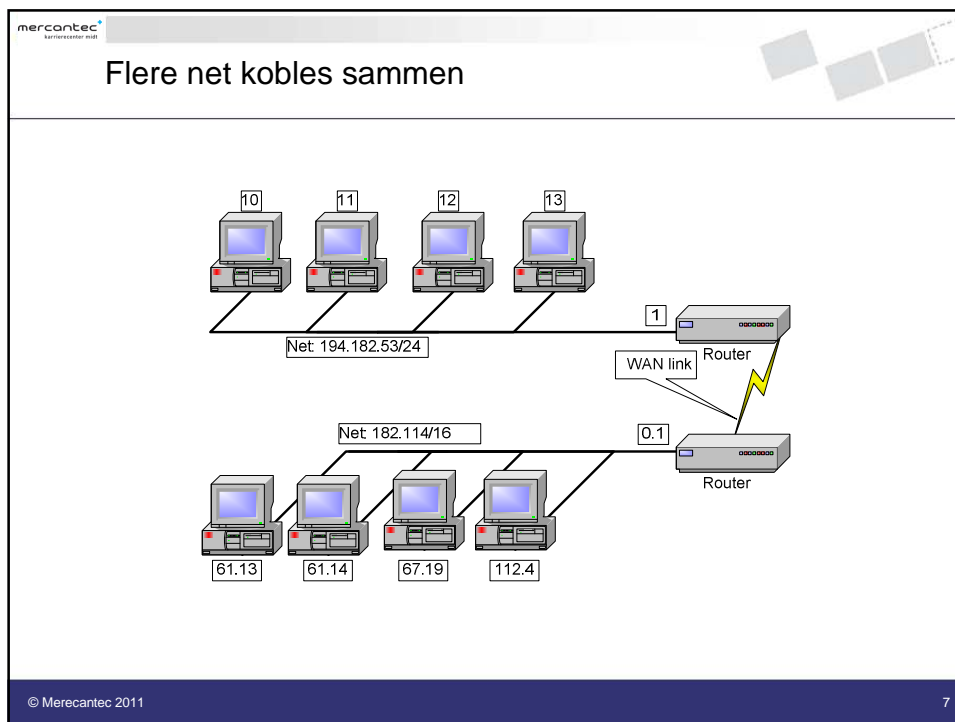 mercantec
karrierecenter midt
Flere net kobles sammen
10 11 12 13
1
Net: 194.182.53/24
Router
WAN link
Net: 182.114/16
0.1
Router
61.13 61.14 67.19 112.4
© Merecantec 2011 7